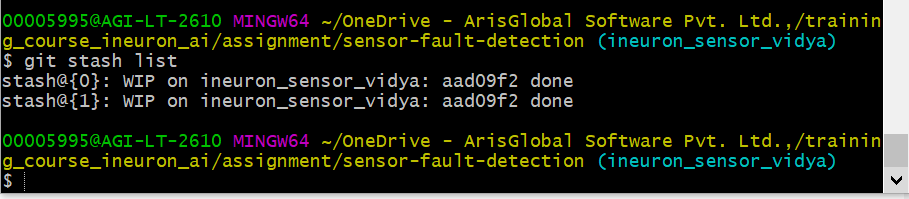 00005995@AGI-LT-2610 MINGW64 ~/OneDrive - ArisGlobal Software Pvt. Ltd.,/trainin
g_course_ineuron_ai/assignment/sensor-fault-detection (ineuron_sensor_vidya)
$ git stash list
stash@{0}: WIP on ineuron_sensor_vidya: aad09f2 done
stash@{1}: WIP on ineuron_sensor_vidya: aad09f2 done
00005995@AGI-LT-2610 MINGW64 ~/OneDrive - ArisGlobal Software Pvt. Ltd.,/trainin
g_course_ineuron_ai/assignment/sensor-fault-detection (ineuron_sensor_vidya)
$